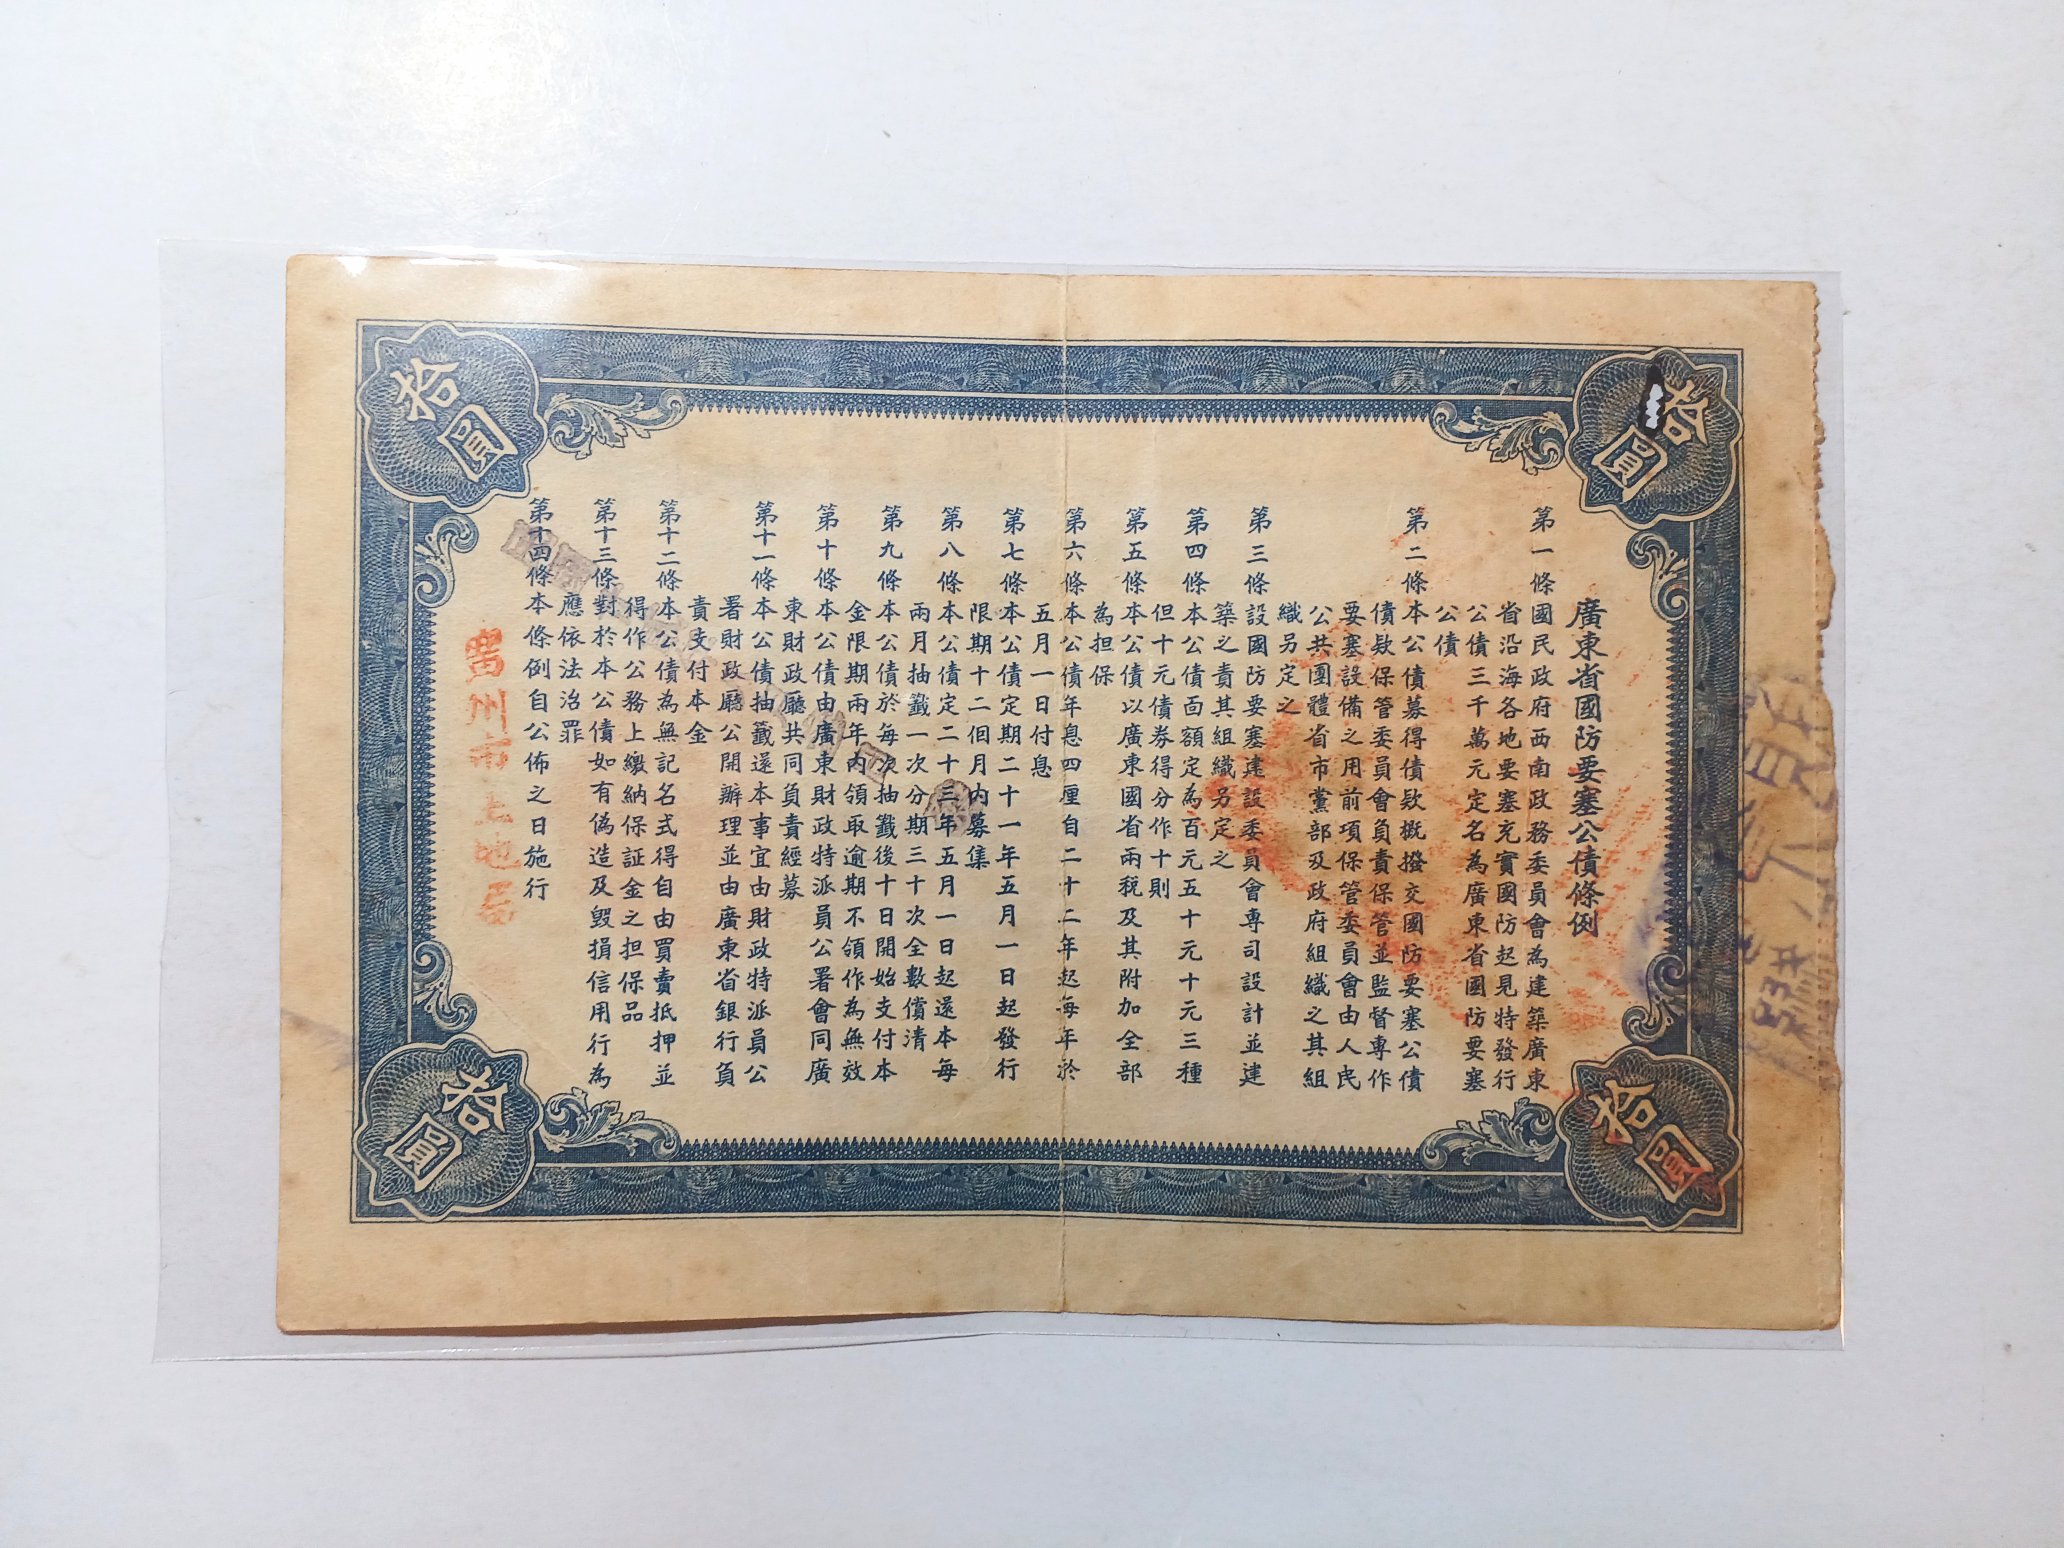 廣東省國防要塞公債條例
第一條國民政府西南政務委員會為建築廣東
省沿海各地要塞充實國防起見特發行
公債三千萬元定名為廣東省國防要塞
公債
第二條本公債募得債欵概撥交國防要塞公債
債欵保管委員會負責保管並監督專作
要塞設備之用前項保管委員會由人民
公共團體省市黨部及政府組織之其組
織另定之
第三條設國防要塞建設委員會專司設計並建
築之責其組織另定之
第四條本公債面額定為百元五十元十元三種
但十元債券得分作十則
第五條本公債以廣東國省兩稅及其附加全部
為担保
第六條本公債年息四厘自二十二年起每年於
五月一日付息
第七條本公債定期二十一年五月一日起發行
限期十二個月內募集
第八條本公債定二十三年五月一日起還本每
兩月抽籤一次分期三十次全數償清
第九條本公債於每次抽籤後十日開始支付本
金限期兩年內領取逾期不領作為無效
第十條本公債由廣東財政特派員公署會同廣
東財政廳共同負責經募
第十一條本公債抽籤還本事宜由財政特派員公
署財政廳公開辦理並由廣東省銀行負
責支付本金
第十二條本公債為無記名式得自由買賣抵押並
得作公務上繳納保証金之担保品
第十三條對於本公債如有偽造及毀損信用行為
應依法治罪
第十四條本條例自公佈之日施行
拾圓
拾圓
拾圓
拾圓
廣州市土地局